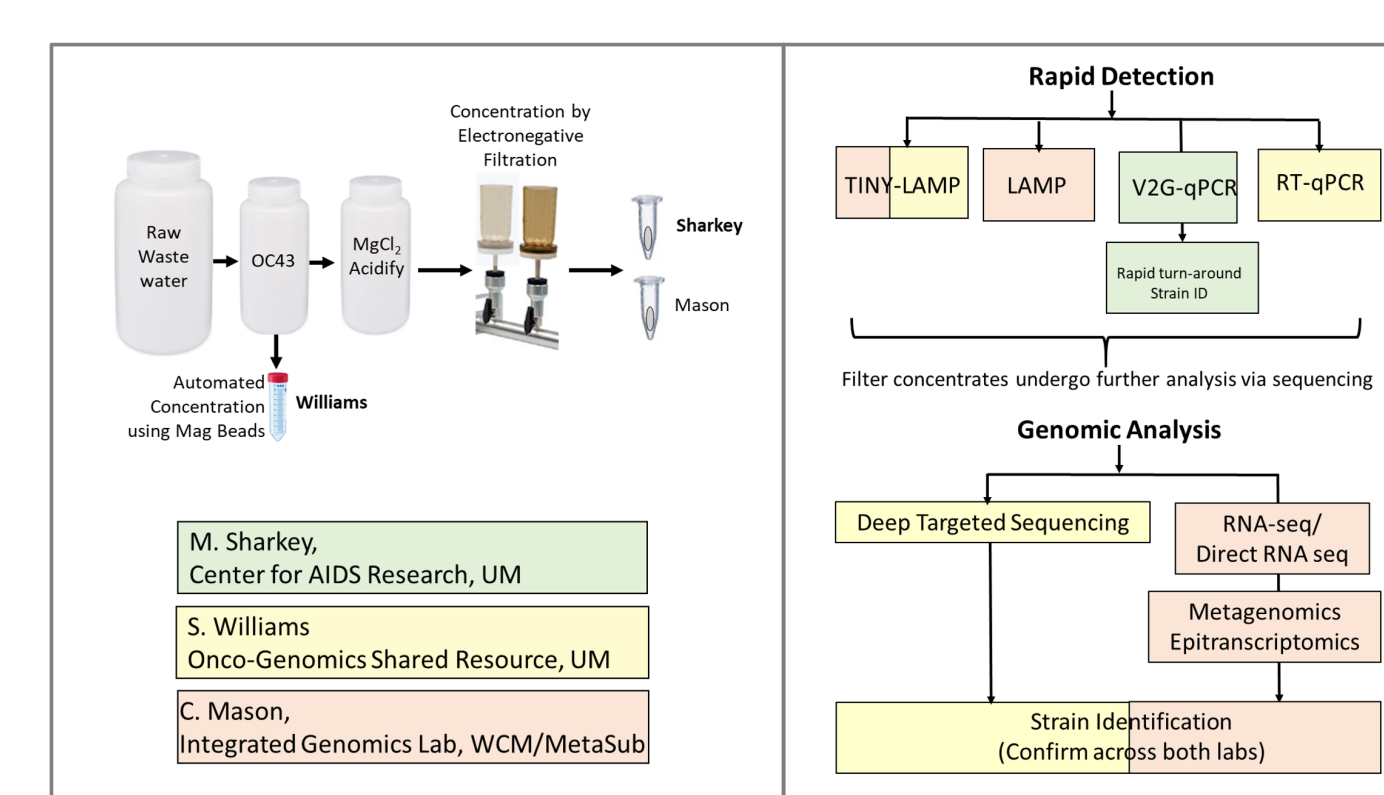 Concentration by
Electronegative
Filtration
Raw
Waste
water
OC43
MgCl₂
Acidify
Sharkey
Mason
Automated
Concentration
using Mag Beads
Williams
M. Sharkey,
Center for AIDS Research, UM
S. Williams
Onco-Genomics Shared Resource, UM
C. Mason,
Integrated Genomics Lab, WCM/MetaSub
Rapid Detection
TINY-LAMP
LAMP
V2G-qPCR
RT-qPCR
Rapid turn-around
Strain ID
Filter concentrates undergo further analysis via sequencing
Genomic Analysis
Deep Targeted Sequencing
RNA-seq/
Direct RNA seq
Metagenomics
Epitranscriptomics
Strain Identification
(Confirm across both labs)